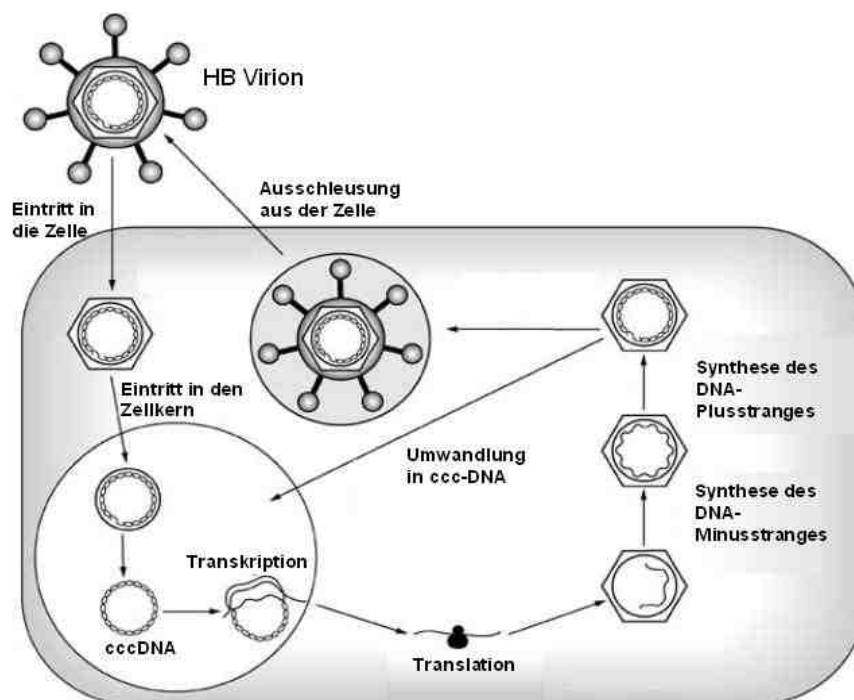 HB Virion
Eintritt in
die Zelle
Ausschleusung
aus der Zelle
Eintritt in den
Zellkern
Umwandlung
in ccc-DNA
Synthese des
DNA-
Plusstranges
Synthese des
DNA-
Minusstranges
Transkription
cccDNA
Translation